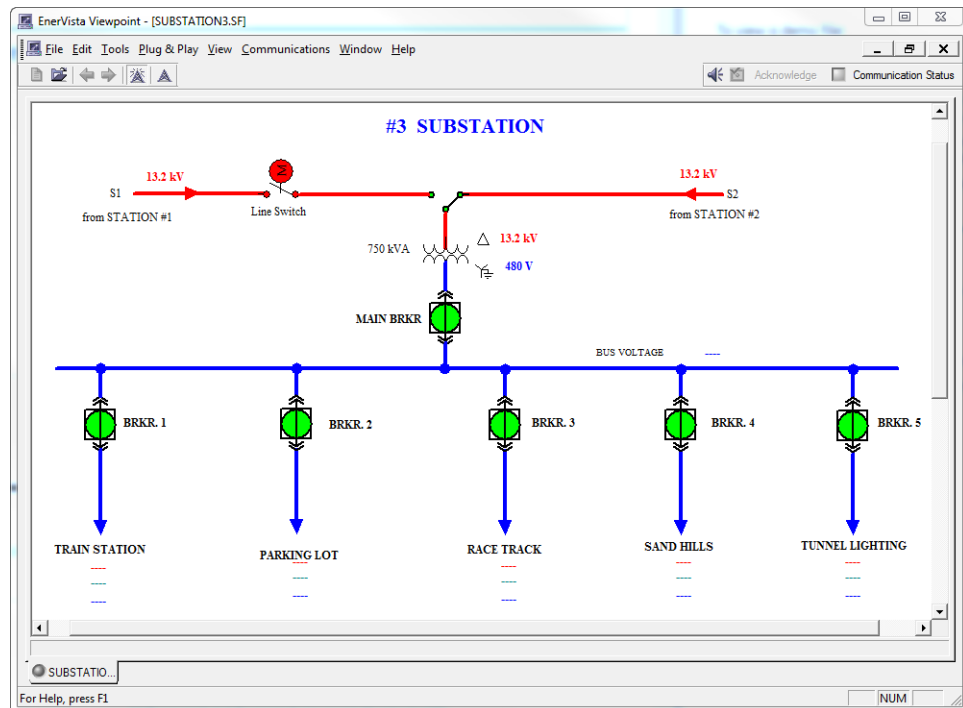 EnerVista Viewpoint - [SUBSTATION3.SF]
File Edit Tools Plug & Play View Communications Window Help
Acknowledge Communication Status
#3 SUBSTATION
13.2 kV
13.2 kV
M
S1
S2
Line Switch
from STATION #1
from STATION #2
750 kVA
13.2 kV
480 V
MAIN BRKR
BUS VOLTAGE ----
BRKR. 1
BRKR. 2
BRKR. 3
BRKR. 4
BRKR. 5
TRAIN STATION
----
----
----
PARKING LOT
----
----
----
RACE TRACK
----
----
----
SAND HILLS
----
----
----
TUNNEL LIGHTING
----
----
----
SUBSTATIO...
For Help, press F1
NUM